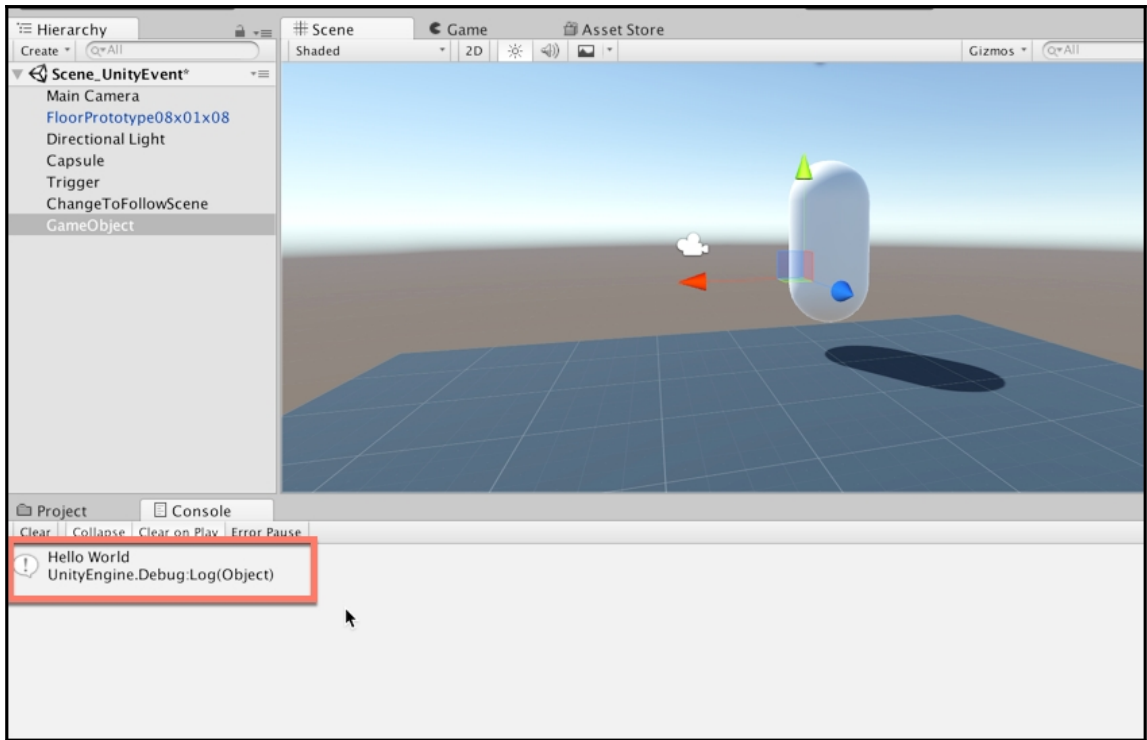 Hierarchy
Create All
Scene_UnityEvent*
Main Camera
FloorPrototype08x01x08
Directional Light
Capsule
Trigger
ChangeToFollowScene
GameObject
Scene Game Asset Store
Shaded 2D Gizmos All
Project Console
Clear Collapse Clear on Play Error Pause
Hello World
UnityEngine.Debug:Log(Object)